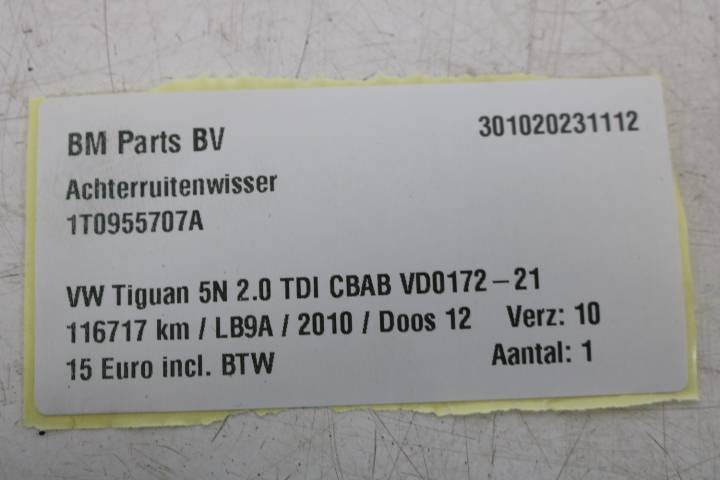 BM Parts BV 301020231112
Achterruitenwisser
1T0955707A
VW Tiguan 5N 2.0 TDI CBAB VD0172-21
116717 km / LB9A / 2010 / Doos 12 Verz: 10
15 Euro incl. BTW Aantal: 1